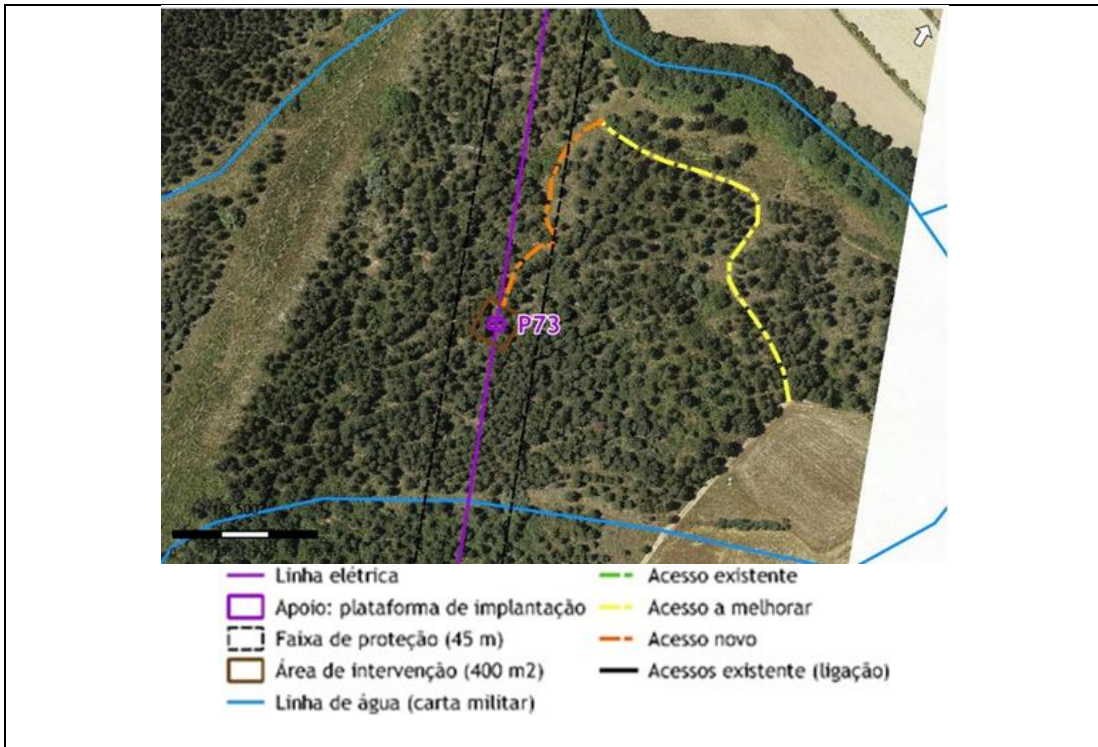 P73
Linha elétrica
Apoio: plataforma de implantação
Faixa de proteção (45 m)
Área de intervenção (400 m2)
Linha de água (carta militar)
Acesso existente
Acesso a melhorar
Acesso novo
Acessos existente (ligação)